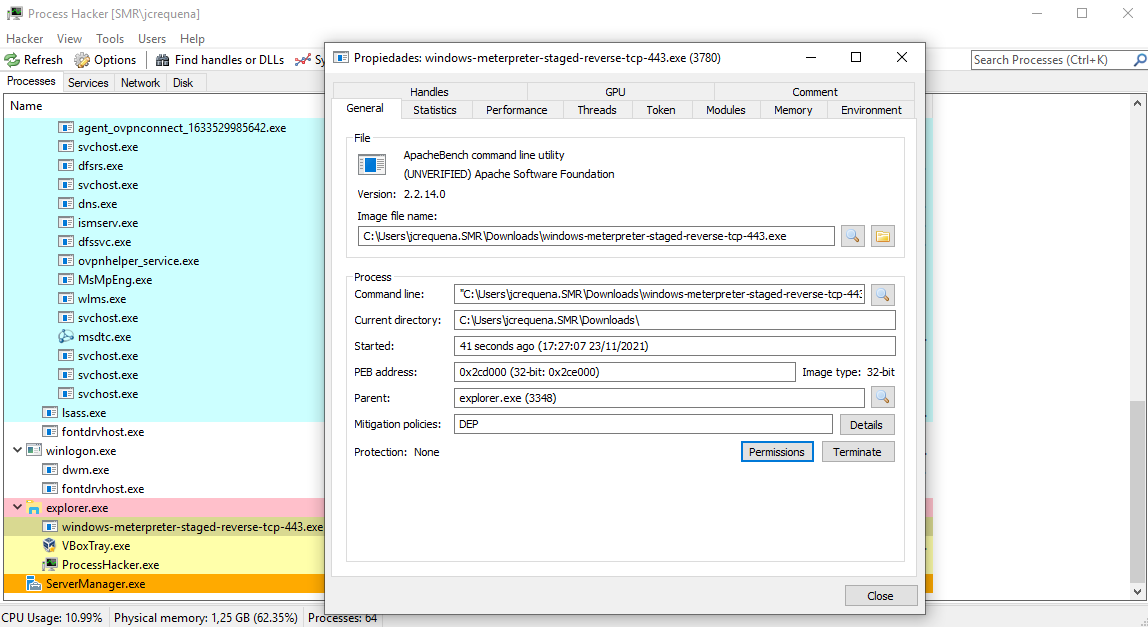 Process Hacker [SMR\jcrequena]
Hacker View Tools Users Help
Refresh Options Find handles or DLLs Sy
Search Processes (Ctrl+K)
Processes Services Network Disk
Name
agent_ovpnconnect_1633529985642.exe
svchost.exe
dfsrs.exe
svchost.exe
dns.exe
ismserv.exe
dfssvc.exe
ovpnhelper_service.exe
MsMpEng.exe
wlms.exe
svchost.exe
msdtc.exe
svchost.exe
svchost.exe
svchost.exe
lsass.exe
fontdrvhost.exe
winlogon.exe
dwm.exe
fontdrvhost.exe
explorer.exe
windows-meterpreter-staged-reverse-tcp-443.exe
VBoxTray.exe
ProcessHacker.exe
ServerManager.exe
CPU Usage: 10.99% Physical memory: 1,25 GB (62.35%) Processes: 64
Propiedades: windows-meterpreter-staged-reverse-tcp-443.exe (3780)
Handles GPU Comment
General Statistics Performance Threads Token Modules Memory Environment
File
ApacheBench command line utility
(UNVERIFIED) Apache Software Foundation
Version: 2.2.14.0
Image file name:
C:\Users\jcrequena.SMR\Downloads\windows-meterpreter-staged-reverse-tcp-443.exe
Process
Command line: "C:\Users\jcrequena.SMR\Downloads\windows-meterpreter-staged-reverse-tcp-443
Current directory: C:\Users\jcrequena.SMR\Downloads\
Started: 41 seconds ago (17:27:07 23/11/2021)
PEB address: 0x2cd000 (32-bit: 0x2ce000) Image type: 32-bit
Parent: explorer.exe (3348)
Mitigation policies: DEP Details
Protection: None Permissions Terminate
Close